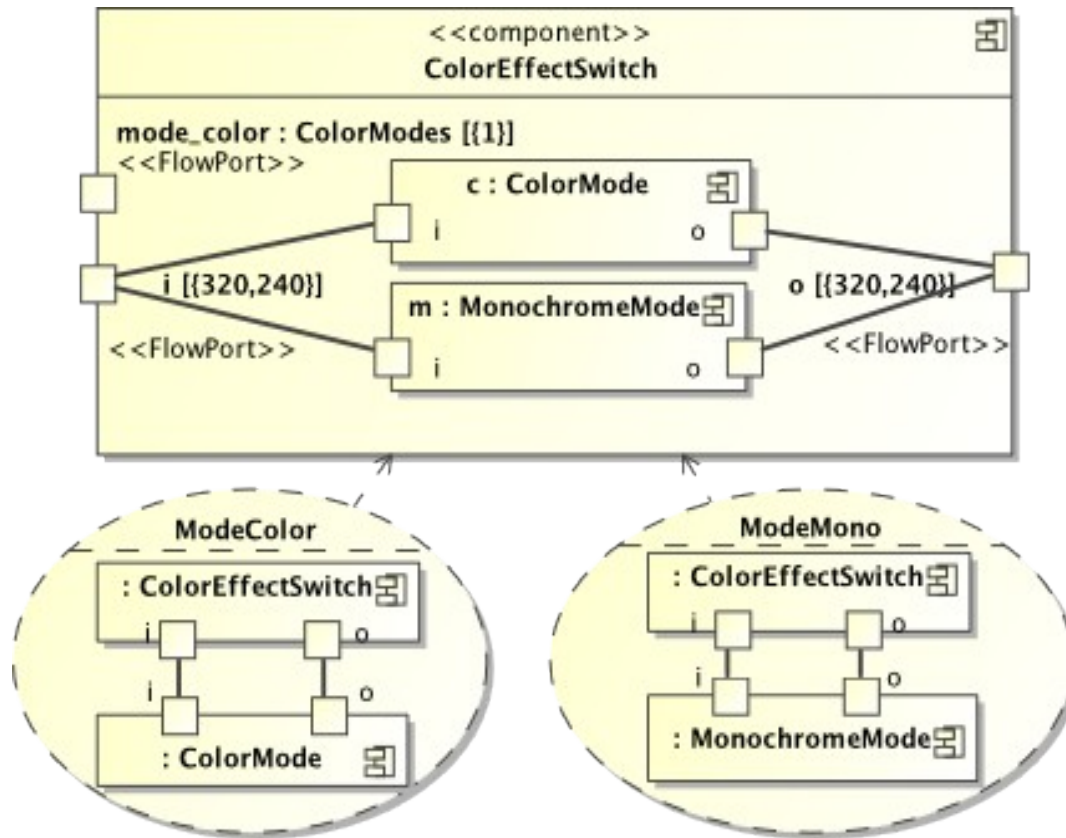 <<component>>
ColorEffectSwitch
mode_color : ColorModes [{1}]
<<FlowPort>>
c : ColorMode
i
o
i [{320,240}]
o [{320,240}]
m : MonochromeMode
<<FlowPort>>
<<FlowPort>>
i
o
ModeColor
: ColorEffectSwitch
i
o
i
o
: ColorMode
ModeMono
: ColorEffectSwitch
i
o
i
o
: MonochromeMode